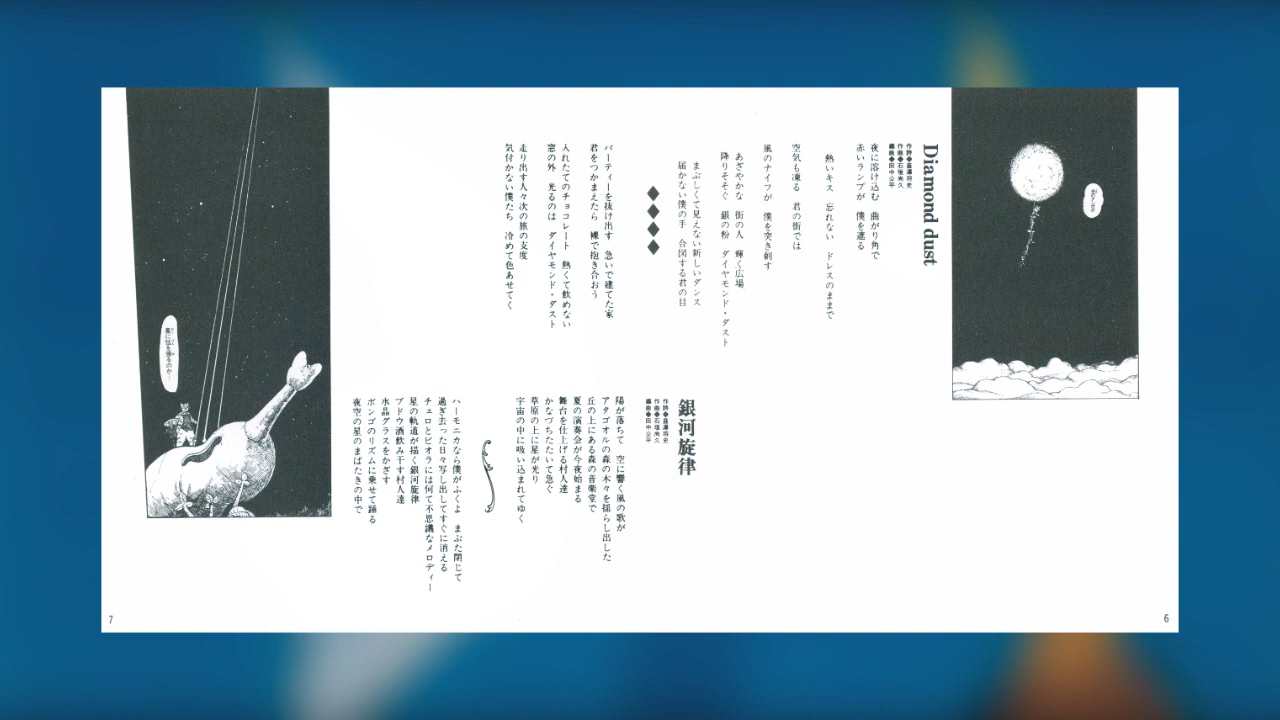 Diamond dust
夜に溶け込む 曲がり角で
赤いランプが 僕を遮る
熱いキス 忘れない ドレスのままで
空気も凍る 君の街では
風のナイフが 僕を突き刺す
あざやかな 街の人 輝く広場
降りそそぐ 銀の粉 ダイヤモンド・ダスト
まぶしくて見えない新しいダンス
届かない僕の手 合図する君の目
◆◆◆◆
パーティーを抜け出す 急いで建てた家
君をつかまえたら 裸で抱き合おう
入れたてのチョコレート 熱くて飲めない
窓の外 光るのは ダイヤモンド・ダスト
走り出す人々次の旅の支度
気付かない僕たち 冷めて色あせてく
銀河旋律
陽が落ちて 空に響く風の歌が
アタゴオルの森の木々を揺らし出した
丘の上にある森の音楽堂で
夏の演奏会が今夜始まる
舞台を仕上げる村人達
かなづちたたいて急ぐ
草原の上に星が光り
宇宙の中に吸い込まれてゆく
ハーモニカなら僕がふくよ まぶた閉じて
過ぎ去った日々写し出してすぐに消える
チェロとビオラには何て不思議なメロディー
星の軌道が描く銀河旋律
ブドウ酒飲み干す村人達
水晶グラスをかざす
ボンゴのリズムに乗せて踊る
夜空の星のまばたきの中で
6
7